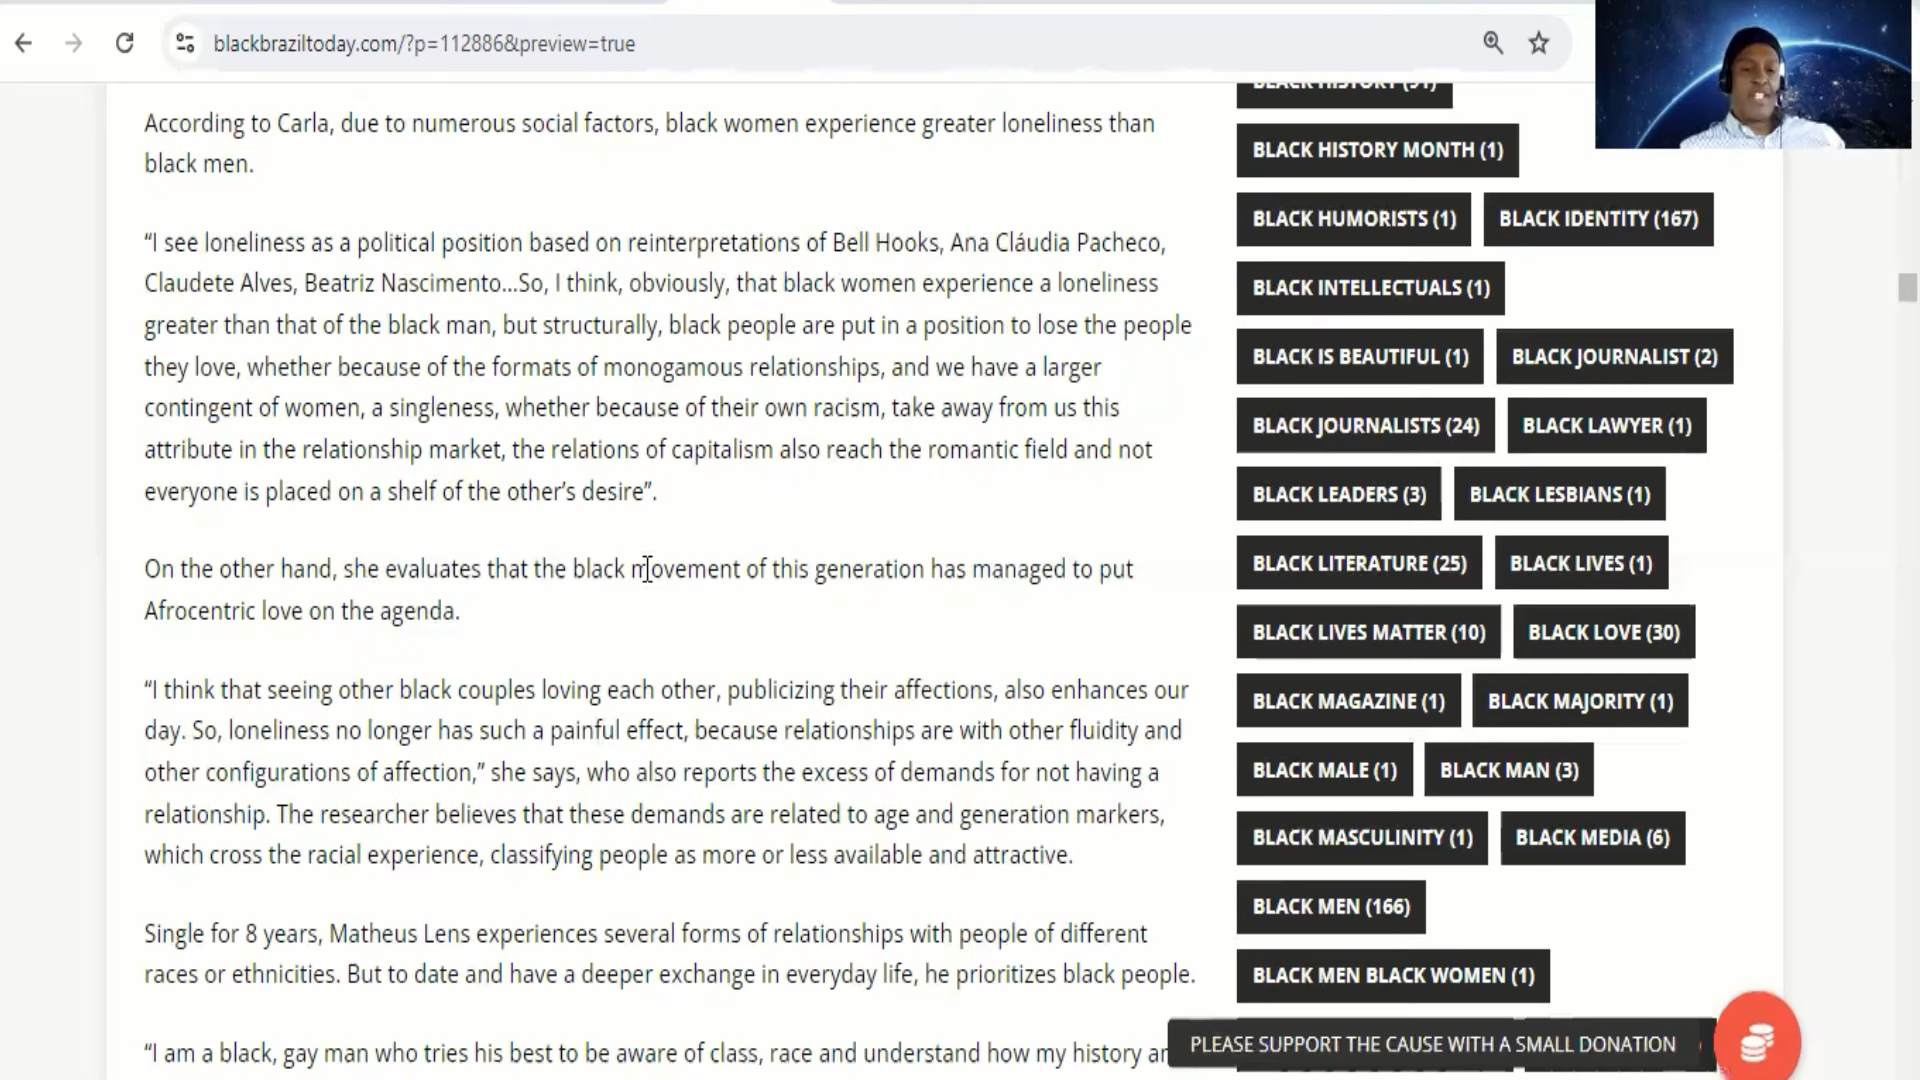 blackbraziltoday.com/?p=112886&preview=true
According to Carla, due to numerous social factors, black women experience greater loneliness than
black men.
“I see loneliness as a political position based on reinterpretations of Bell Hooks, Ana Cláudia Pacheco,
Claudete Alves, Beatriz Nascimento...So, I think, obviously, that black women experience a loneliness
greater than that of the black man, but structurally, black people are put in a position to lose the people
they love, whether because of the formats of monogamous relationships, and we have a larger
contingent of women, a singleness, whether because of their own racism, take away from us this
attribute in the relationship market, the relations of capitalism also reach the romantic field and not
everyone is placed on a shelf of the other’s desire”.
On the other hand, she evaluates that the black movement of this generation has managed to put
Afrocentric love on the agenda.
“I think that seeing other black couples loving each other, publicizing their affections, also enhances our
day. So, loneliness no longer has such a painful effect, because relationships are with other fluidity and
other configurations of affection,” she says, who also reports the excess of demands for not having a
relationship. The researcher believes that these demands are related to age and generation markers,
which cross the racial experience, classifying people as more or less available and attractive.
Single for 8 years, Matheus Lens experiences several forms of relationships with people of different
races or ethnicities. But to date and have a deeper exchange in everyday life, he prioritizes black people.
“I am a black, gay man who tries his best to be aware of class, race and understand how my history
BLACK HISTORY (51)
BLACK HISTORY MONTH (1)
BLACK HUMORISTS (1) BLACK IDENTITY (167)
BLACK INTELLECTUALS (1)
BLACK IS BEAUTIFUL (1) BLACK JOURNALIST (2)
BLACK JOURNALISTS (24) BLACK LAWYER (1)
BLACK LEADERS (3) BLACK LESBIANS (1)
BLACK LITERATURE (25) BLACK LIVES (1)
BLACK LIVES MATTER (10) BLACK LOVE (30)
BLACK MAGAZINE (1) BLACK MAJORITY (1)
BLACK MALE (1) BLACK MAN (3)
BLACK MASCULINITY (1) BLACK MEDIA (6)
BLACK MEN (166)
BLACK MEN BLACK WOMEN (1)
PLEASE SUPPORT THE CAUSE WITH A SMALL DONATION